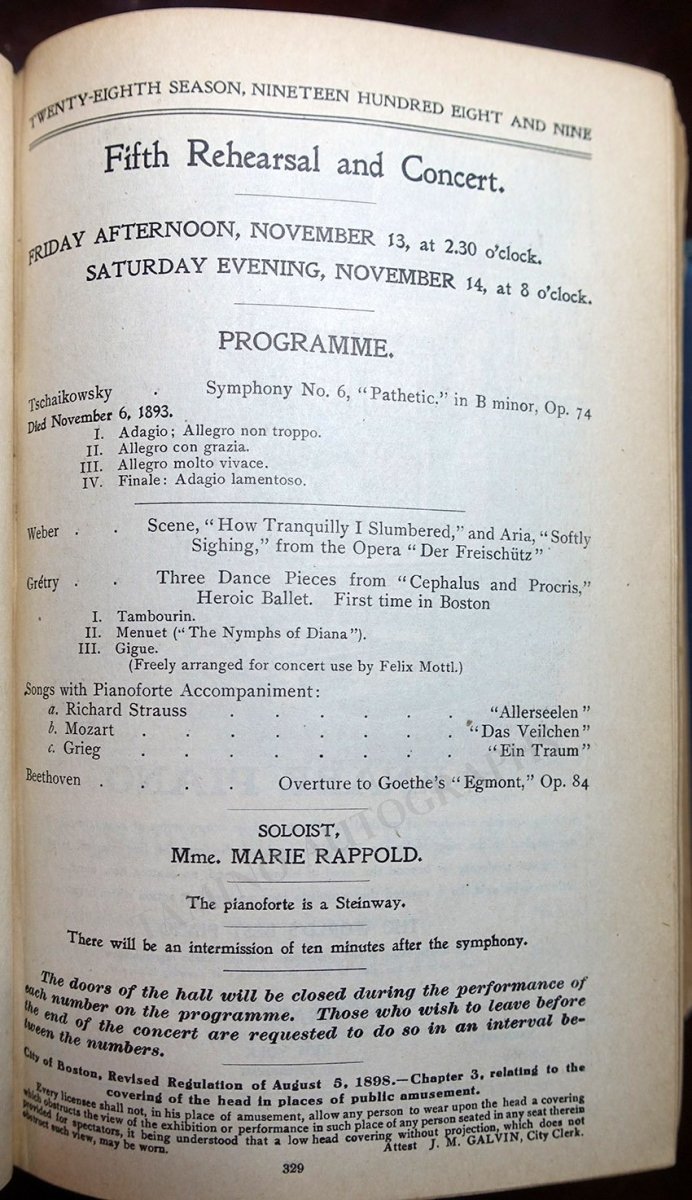 TWENTY-EIGHTH SEASON, NINETEEN HUNDRED EIGHT AND NINE
Fifth Rehearsal and Concert.
FRIDAY AFTERNOON, NOVEMBER 13, at 2.30 o'clock.
SATURDAY EVENING, NOVEMBER 14, at 8 o'clock.
PROGRAMME.
Tschaikowsky . Symphony No. 6, "Pathetic," in B minor, Op. 74
Died November 6, 1893.
I. Adagio; Allegro non troppo.
II. Allegro con grazia.
III. Allegro molto vivace.
IV. Finale: Adagio lamentoso.
Weber . . Scene, "How Tranquilly I Slumbered," and Aria, "Softly
Sighing," from the Opera "Der Freischütz"
Grétry . . Three Dance Pieces from "Cephalus and Procris,"
Heroic Ballet. First time in Boston
I. Tambourin.
II. Menuet ("The Nymphs of Diana").
III. Gigue.
(Freely arranged for concert use by Felix Mottl.)
Songs with Pianoforte Accompaniment:
a. Richard Strauss . . . . . . "Allerseelen"
b. Mozart . . . . . . . . "Das Veilchen"
c. Grieg . . . . . . . . "Ein Traum"
Beethoven . . . . Overture to Goethe's "Egmont," Op. 84
SOLOIST,
Mme. MARIE RAPPOLD.
The pianoforte is a Steinway.
There will be an intermission of ten minutes after the symphony.
The doors of the hall will be closed during the performance of
each number on the programme. Those who wish to leave before
the end of the concert are requested to do so in an interval be-
tween the numbers.
City of Boston, Revised Regulation of August 5, 1898.—Chapter 3, relating to the
covering of the head in places of public amusement.
Every licensee shall not, in his place of amusement, allow any person to wear upon the head a covering
which obstructs the view of the exhibition or performance in such place of any person seated in any seat therein
provided for spectators, it being understood that a low head covering without projection, which does not
obstruct such view, may be worn.
Attest J. M. GALVIN, City Clerk.
329